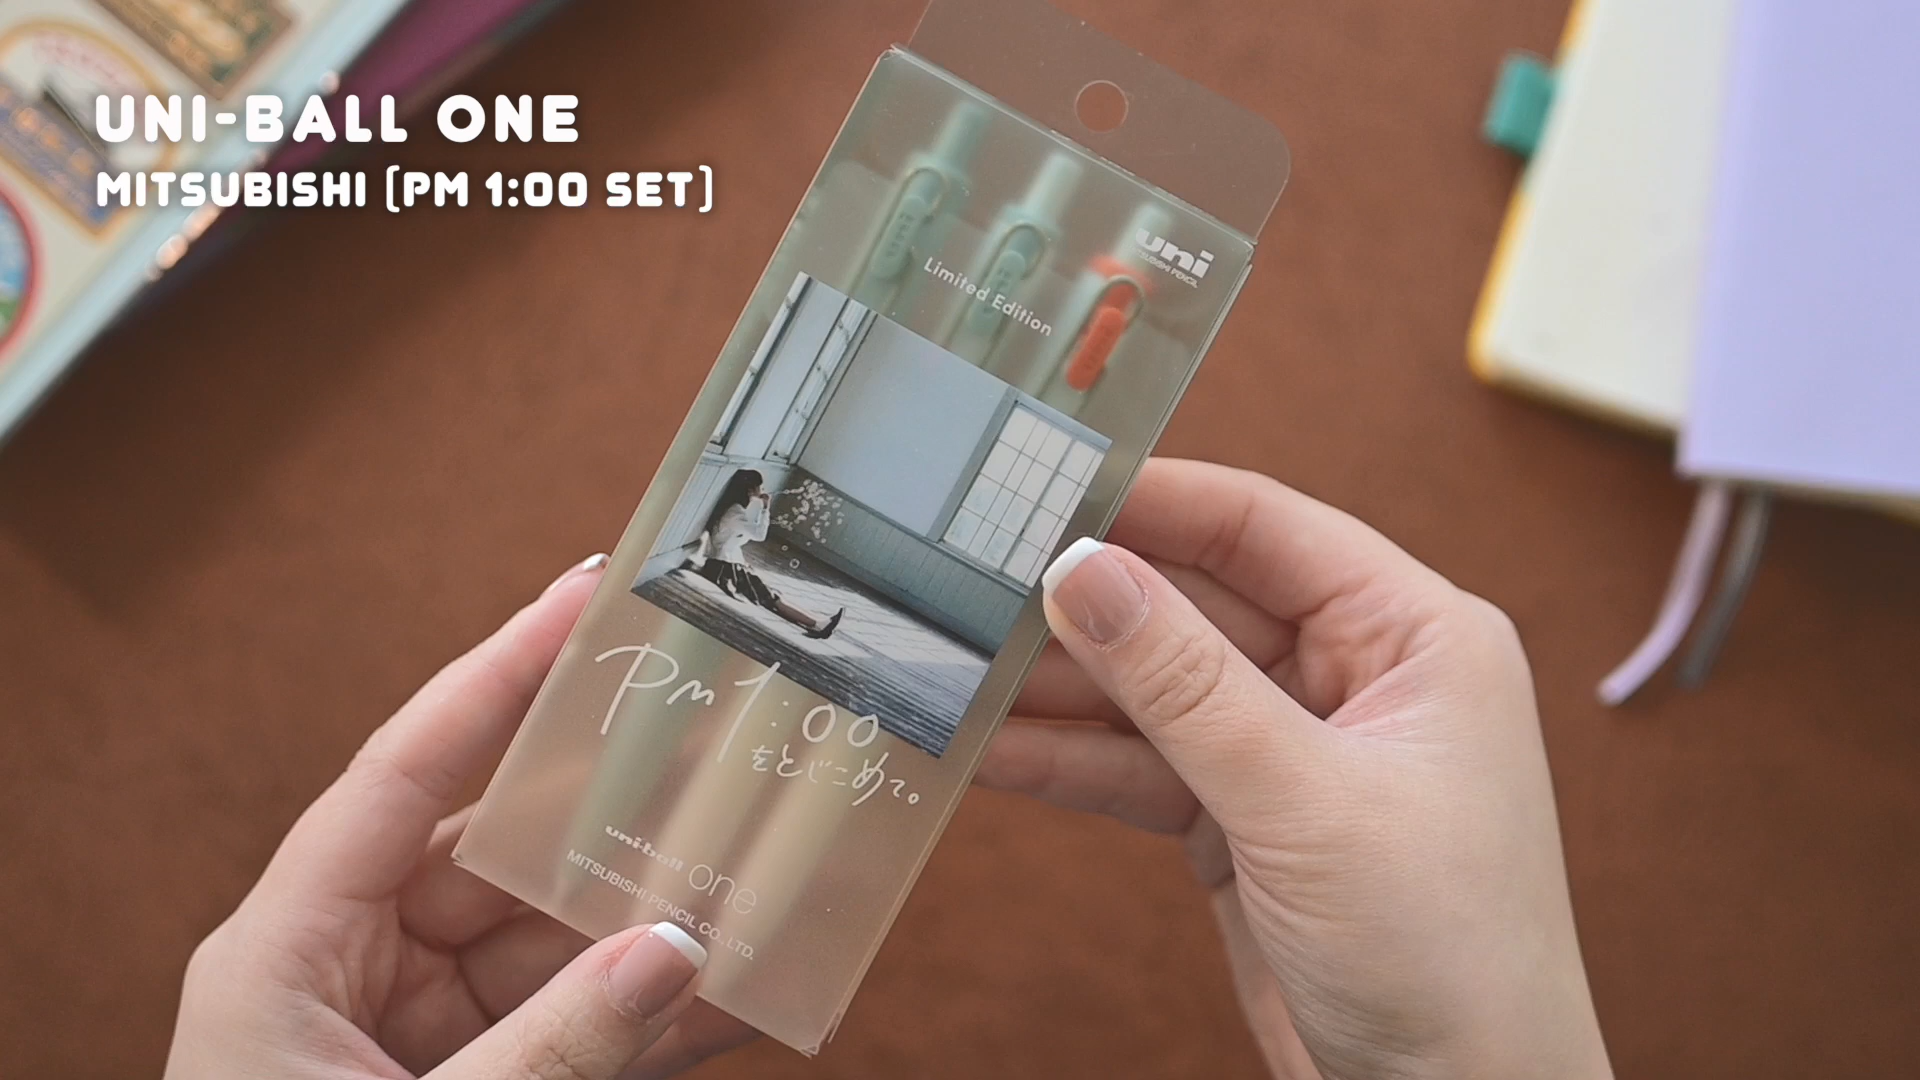 UNI-BALL ONE
MITSUBISHI [PM 1:00 SET]
uni
MITSUBISHI PENCIL
Limited Edition
Pm 1:00
をとじこめて。
uni-ball one
MITSUBISHI PENCIL CO., LTD.